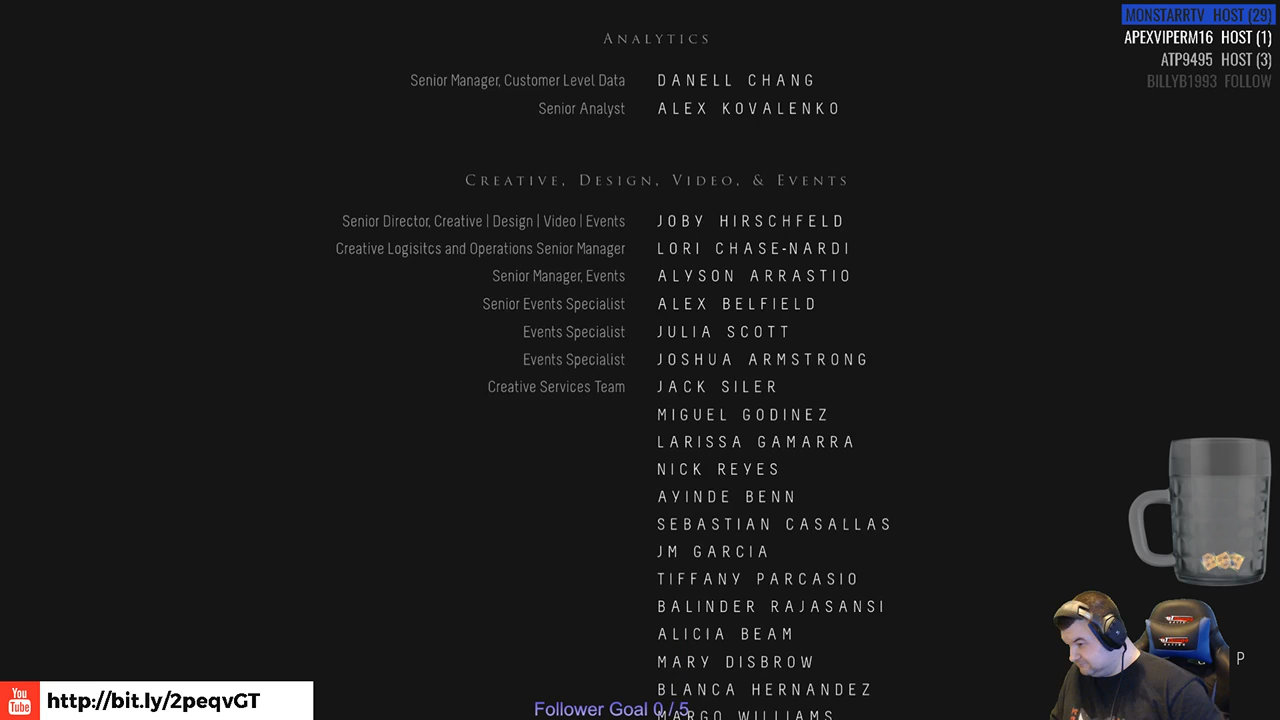 MONSTARRTV HOST (29)
APEXVIPERM16 HOST (1)
ATP9495 HOST (3)
BILLYB1993 FOLLOW
ANALYTICS
Senior Manager, Customer Level Data DANELL CHANG
Senior Analyst ALEX KOVALENKO
CREATIVE, DESIGN, VIDEO, & EVENTS
Senior Director, Creative | Design | Video | Events JOBY HIRSCHFELD
Creative Logisitcs and Operations Senior Manager LORI CHASE-NARDI
Senior Manager, Events ALYSON ARRASTIO
Senior Events Specialist ALEX BELFIELD
Events Specialist JULIA SCOTT
Events Specialist JOSHUA ARMSTRONG
Creative Services Team JACK SILER
MIGUEL GODINEZ
LARISSA GAMARRA
NICK REYES
AYINDE BENN
SEBASTIAN CASALLAS
JM GARCIA
TIFFANY PARCASIO
BALINDER RAJASANSI
ALICIA BEAM
MARY DISBROW
BLANCA HERNANDEZ
MARGO WILLIAMS
P
You Tube http://bit.ly/2peqvGT
Follower Goal 0 / 5